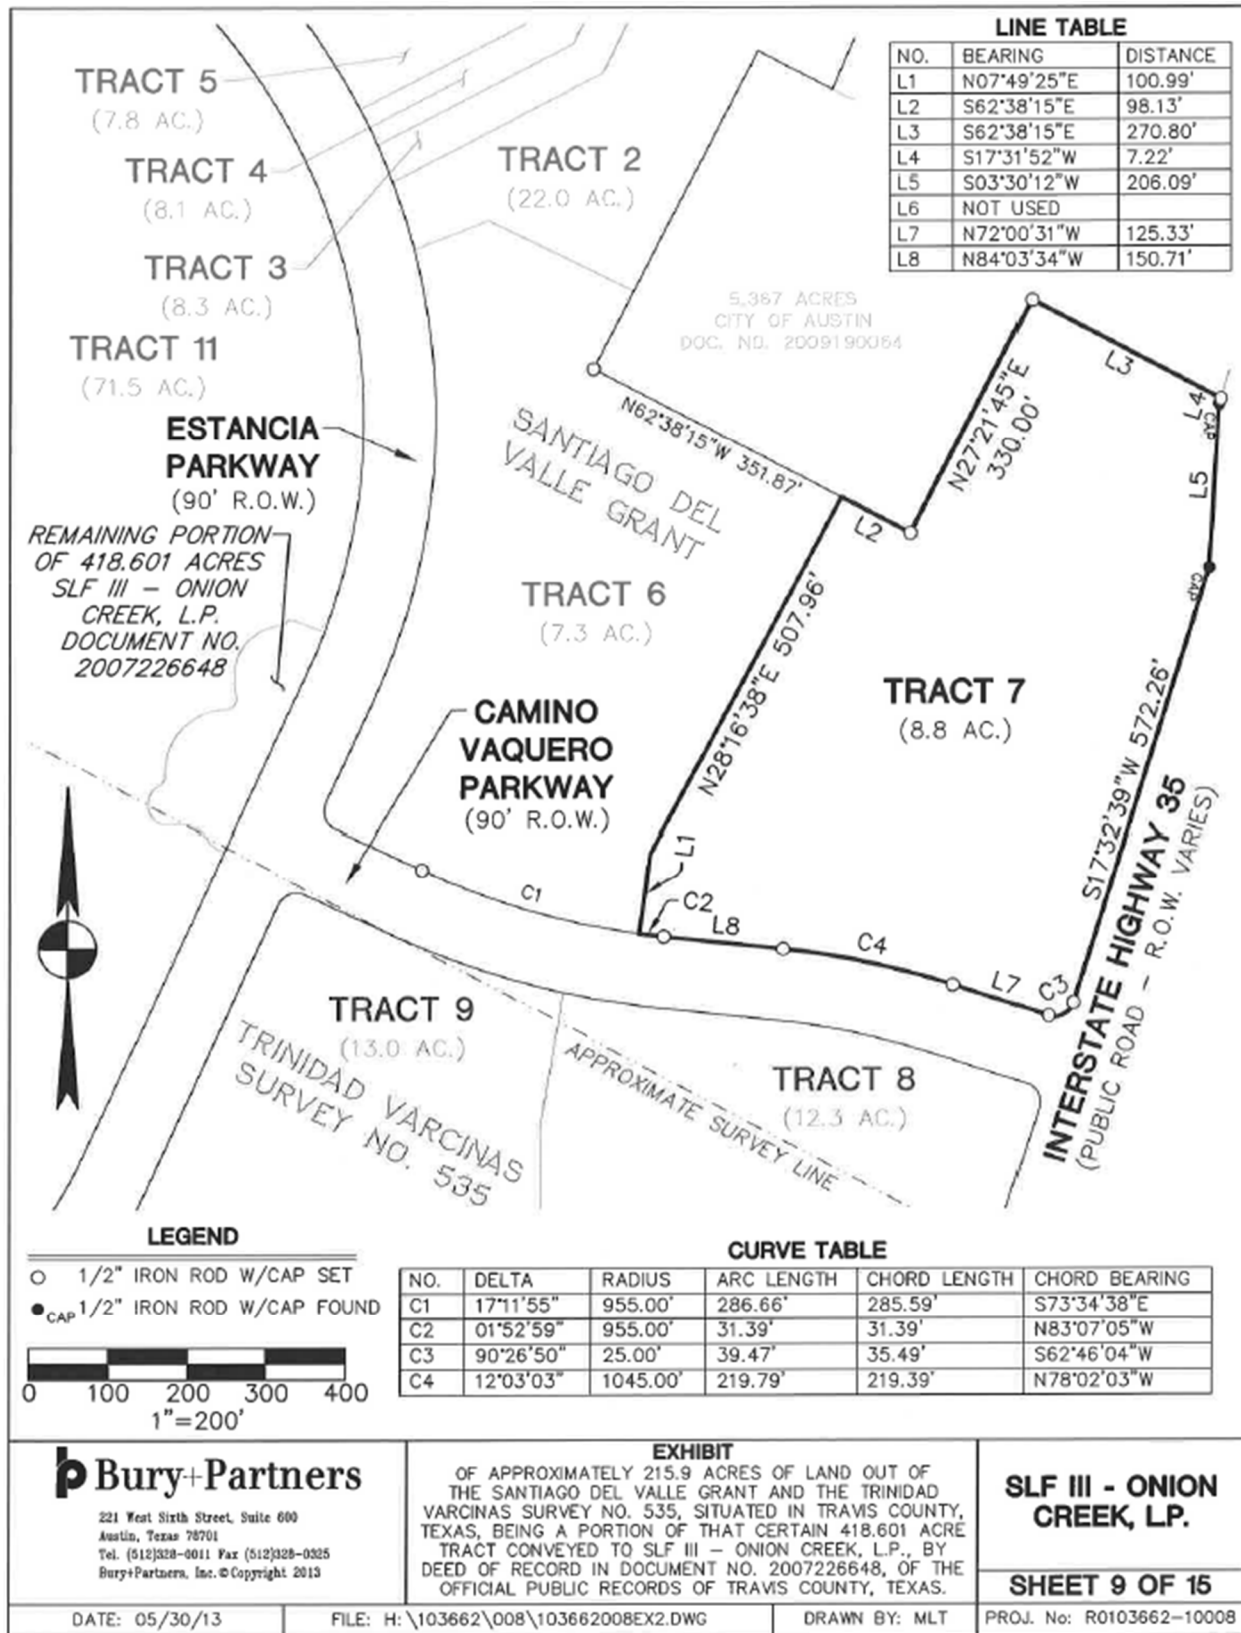 LINE TABLE
NO. BEARING DISTANCE
L1 N07°49'25"E 100.99'
L2 S62°38'15"E 98.13'
L3 S62°38'15"E 270.80'
L4 S17°31'52"W 7.22'
L5 S03°30'12"W 206.09'
L6 NOT USED
L7 N72°00'31"W 125.33'
L8 N84°03'34"W 150.71'
TRACT 5
(7.8 AC.)
TRACT 4
(8.1 AC.)
TRACT 3
(8.3 AC.)
TRACT 11
(71.5 AC.)
TRACT 2
(22.0 AC.)
5.367 ACRES
CITY OF AUSTIN
DOC. NO. 2009190064
ESTANCIA
PARKWAY
(90' R.O.W.)
REMAINING PORTION
OF 418.601 ACRES
SLF III – ONION
CREEK, L.P.
DOCUMENT NO.
2007226648
N62°38'15"W 351.87'
SANTIAGO DEL
VALLE GRANT
L2
N27°21'45"E
330.00'
L3
L4
CAP
L5
CAP
TRACT 6
(7.3 AC.)
N28°16'38"E 507.96'
TRACT 7
(8.8 AC.)
S17°32'39"W 572.26'
INTERSTATE HIGHWAY 35
(PUBLIC ROAD – R.O.W. VARIES)
CAMINO
VAQUERO
PARKWAY
(90' R.O.W.)
L1
C1
C2
L8
C4
L7
C3
TRACT 9
(13.0 AC.)
TRINIDAD VARCINAS
SURVEY NO. 535
APPROXIMATE SURVEY LINE
TRACT 8
(12.3 AC.)
LEGEND
1/2" IRON ROD W/CAP SET
CAP 1/2" IRON ROD W/CAP FOUND
0 100 200 300 400
1"=200'
CURVE TABLE
NO. DELTA RADIUS ARC LENGTH CHORD LENGTH CHORD BEARING
C1 17°11'55" 955.00' 286.66' 285.59' S73°34'38"E
C2 01°52'59" 955.00' 31.39' 31.39' N83°07'05"W
C3 90°26'50" 25.00' 39.47' 35.49' S62°46'04"W
C4 12°03'03" 1045.00' 219.79' 219.39' N78°02'03"W
Bury+Partners
221 West Sixth Street, Suite 600
Austin, Texas 78701
Tel. (512)328-0011 Fax (512)328-0325
Bury+Partners, Inc. © Copyright 2013
EXHIBIT
OF APPROXIMATELY 215.9 ACRES OF LAND OUT OF
THE SANTIAGO DEL VALLE GRANT AND THE TRINIDAD
VARCINAS SURVEY NO. 535, SITUATED IN TRAVIS COUNTY,
TEXAS, BEING A PORTION OF THAT CERTAIN 418.601 ACRE
TRACT CONVEYED TO SLF III – ONION CREEK, L.P., BY
DEED OF RECORD IN DOCUMENT NO. 2007226648, OF THE
OFFICIAL PUBLIC RECORDS OF TRAVIS COUNTY, TEXAS.
SLF III - ONION
CREEK, L.P.
SHEET 9 OF 15
DATE: 05/30/13
FILE: H:\103662\008\103662008EX2.DWG
DRAWN BY: MLT
PROJ. No: R0103662-10008